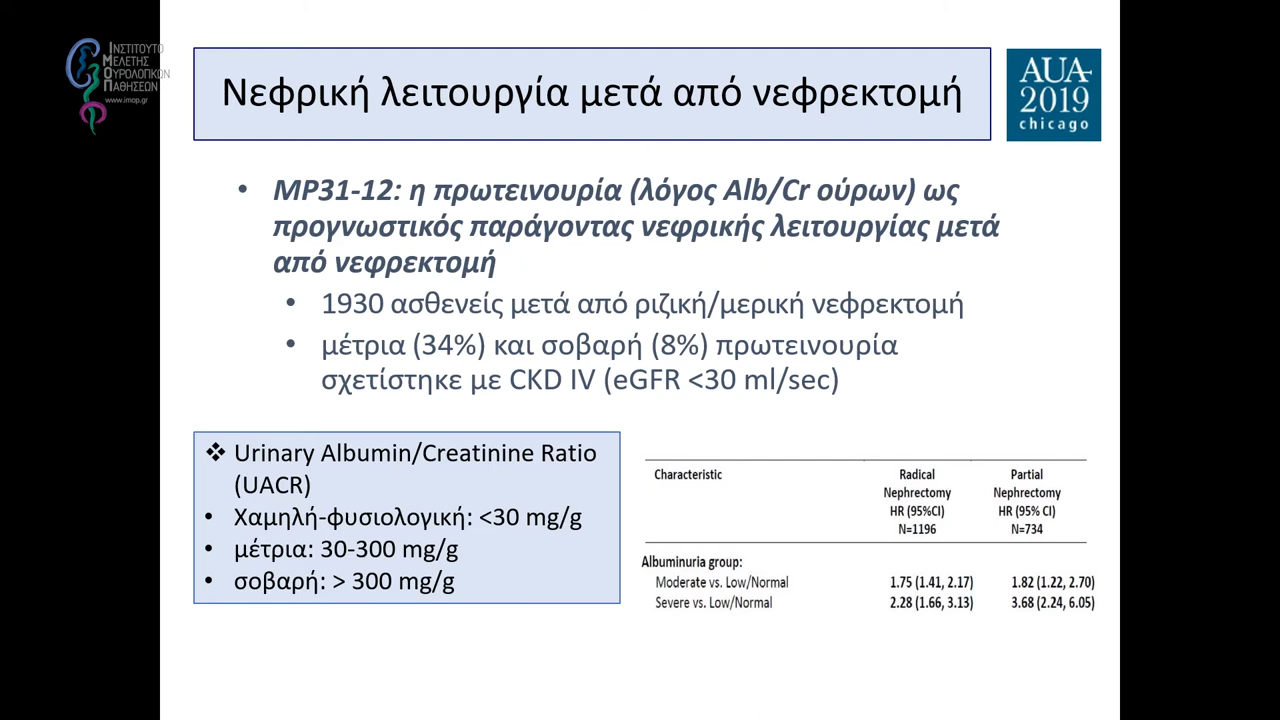 ΙΝΣΤΙΤΟΥΤΟ
ΜΕΛΕΤΗΣ
ΟΥΡΟΛΟΓΙΚΩΝ
ΠΑΘΗΣΕΩΝ
www.imop.gr
Νεφρική λειτουργία μετά από νεφρεκτομή
AUA
2019
chicago
• MP31-12: η πρωτεινουρία (λόγος Alb/Cr ούρων) ως
προγνωστικός παράγοντας νεφρικής λειτουργίας μετά
από νεφρεκτομή
• 1930 ασθενείς μετά από ριζική/μερική νεφρεκτομή
• μέτρια (34%) και σοβαρή (8%) πρωτεινουρία
σχετίστηκε με CKD IV (eGFR <30 ml/sec)
❖ Urinary Albumin/Creatinine Ratio
(UACR)
• Χαμηλή-φυσιολογική: <30 mg/g
• μέτρια: 30-300 mg/g
• σοβαρή: > 300 mg/g
Characteristic Radical Partial
Nephrectomy Nephrectomy
HR (95%CI) HR (95% CI)
N=1196 N=734
Albuminuria group:
Moderate vs. Low/Normal 1.75 (1.41, 2.17) 1.82 (1.22, 2.70)
Severe vs. Low/Normal 2.28 (1.66, 3.13) 3.68 (2.24, 6.05)